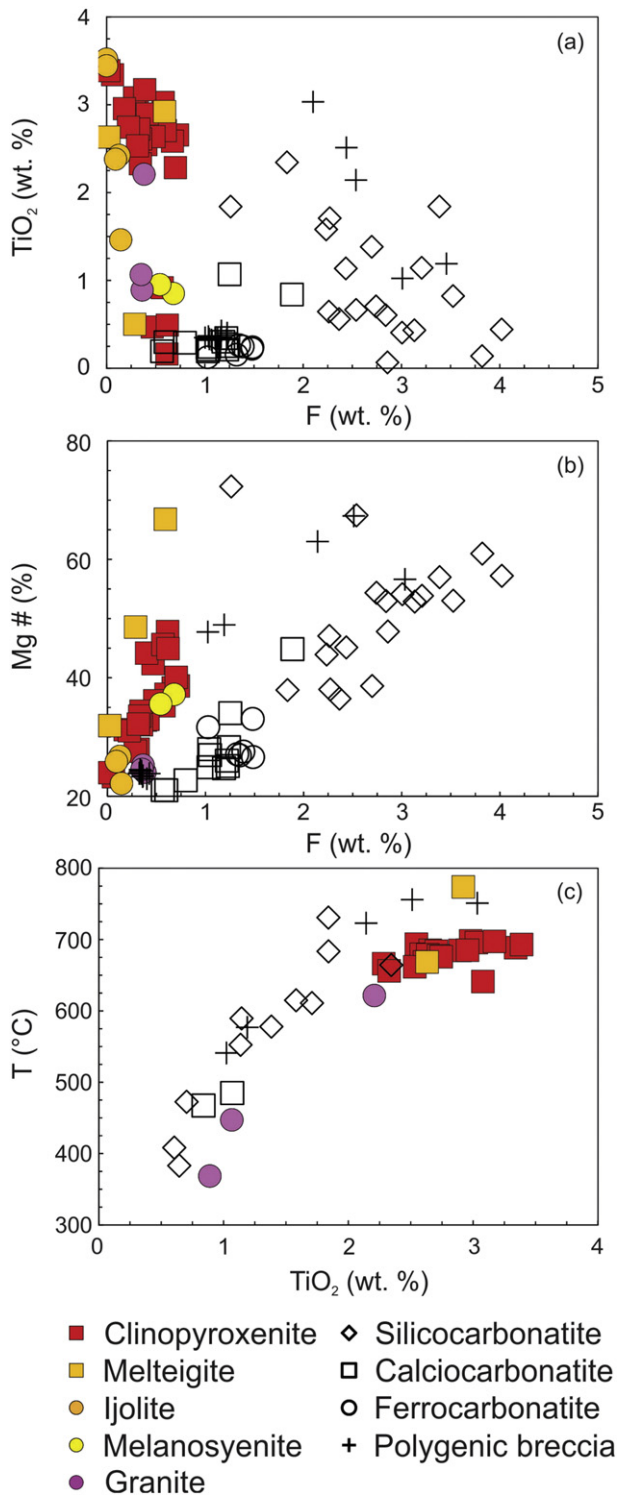 4
(a)
3
2
1
0
TiO₂ (wt. %)
0 1 2 3 4 5
F (wt. %)
80
(b)
60
40
20
Mg # (%)
0 1 2 3 4 5
F (wt. %)
800
(c)
700
600
500
400
300
T (°C)
0 1 2 3 4
TiO₂ (wt. %)
Clinopyroxenite
Silicocarbonatite
Melteigite
Calciocarbonatite
Ijolite
Ferrocarbonatite
Melanosyenite
Polygenic breccia
Granite